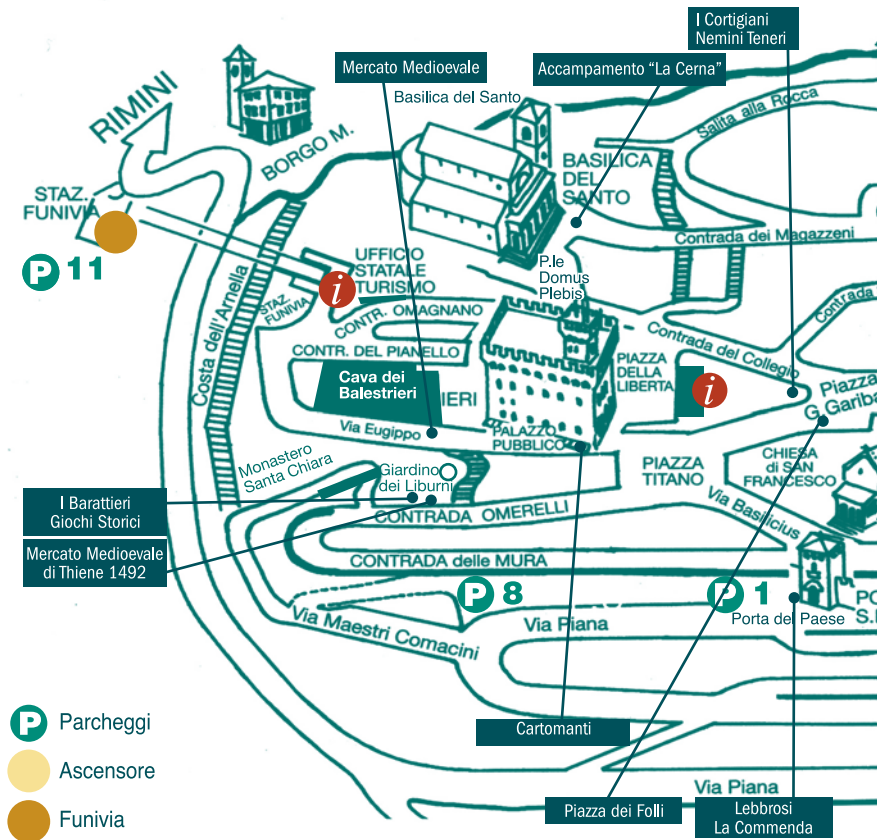 I Cortigiani
Nemini Teneri
Mercato Medioevale
Accampamento “La Cerna”
Basilica del Santo
RIMINI
BORGO M.
Salita alla Rocca
BASILICA
DEL
SANTO
STAZ.
FUNIVIA
P 11
Contrada dei Magazzeni
UFFICIO
STATALE
TURISMO
i
P.le
Domus
Plebis
STAZ.
FUNIVIA
CONTR. OMAGNANO
Contrada
Costa dell'Arnella
CONTR. DEL PIANELLO
Contrada del Collegio
PIAZZA
DELLA
LIBERTA
i
Cava dei
Balestrieri
IERI
Piazza
G. Gariba
Via Eugippo
PALAZZO
PUBBLICO
Monastero
Santa Chiara
Giardino
dei Liburni
PIAZZA
TITANO
CHIESA
di SAN
FRANCESCO
I Barattieri
Giochi Storici
CONTRADA OMERELLI
Via Basilicius
Mercato Medioevale
di Thiene 1492
CONTRADA delle MURA
P 8
P 1
Porta del Paese
PO
S.
Via Maestri Comacini
Via Piana
P Parcheggi
Cartomanti
Ascensore
Via Piana
Funivia
Piazza dei Folli
Lebbrosi
La Commenda